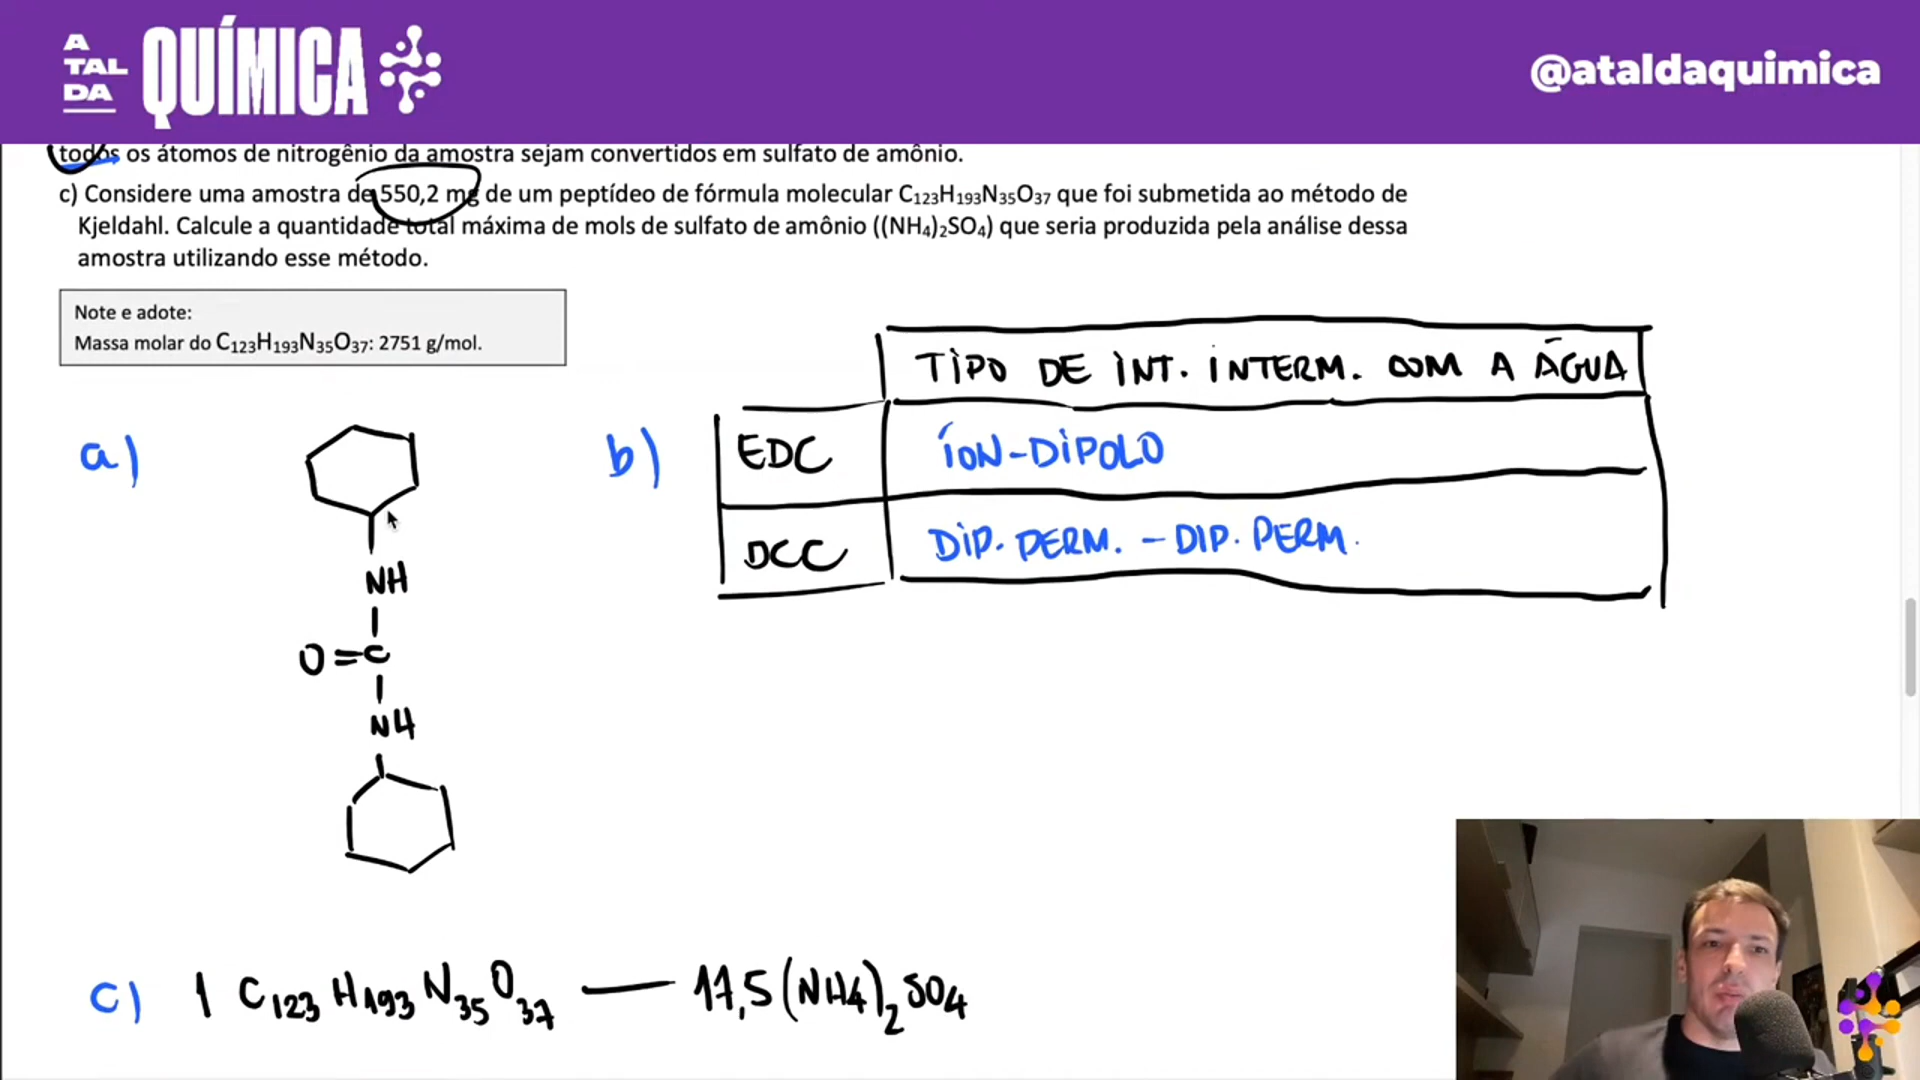 A
TAL
DA
QUÍMICA
@ataldaquimica
todos os átomos de nitrogênio da amostra sejam convertidos em sulfato de amônio.
c) Considere uma amostra de 550,2 mg de um peptídeo de fórmula molecular C₁₂₃H₁₉₃N₃₅O₃₇ que foi submetida ao método de
Kjeldahl. Calcule a quantidade total máxima de mols de sulfato de amônio ((NH₄)₂SO₄) que seria produzida pela análise dessa
amostra utilizando esse método.
Note e adote:
Massa molar do C₁₂₃H₁₉₃N₃₅O₃₇: 2751 g/mol.
TIPO DE INT. INTERM. COM A ÁGUA
a)
b)
EDC ÍON-DIPOLO
DCC DIP. PERM. - DIP. PERM.
NH
O=C
NH
c) 1 C₁₂₃H₁₉₃N₃₅O₃₇ — 17,5(NH₄)₂SO₄